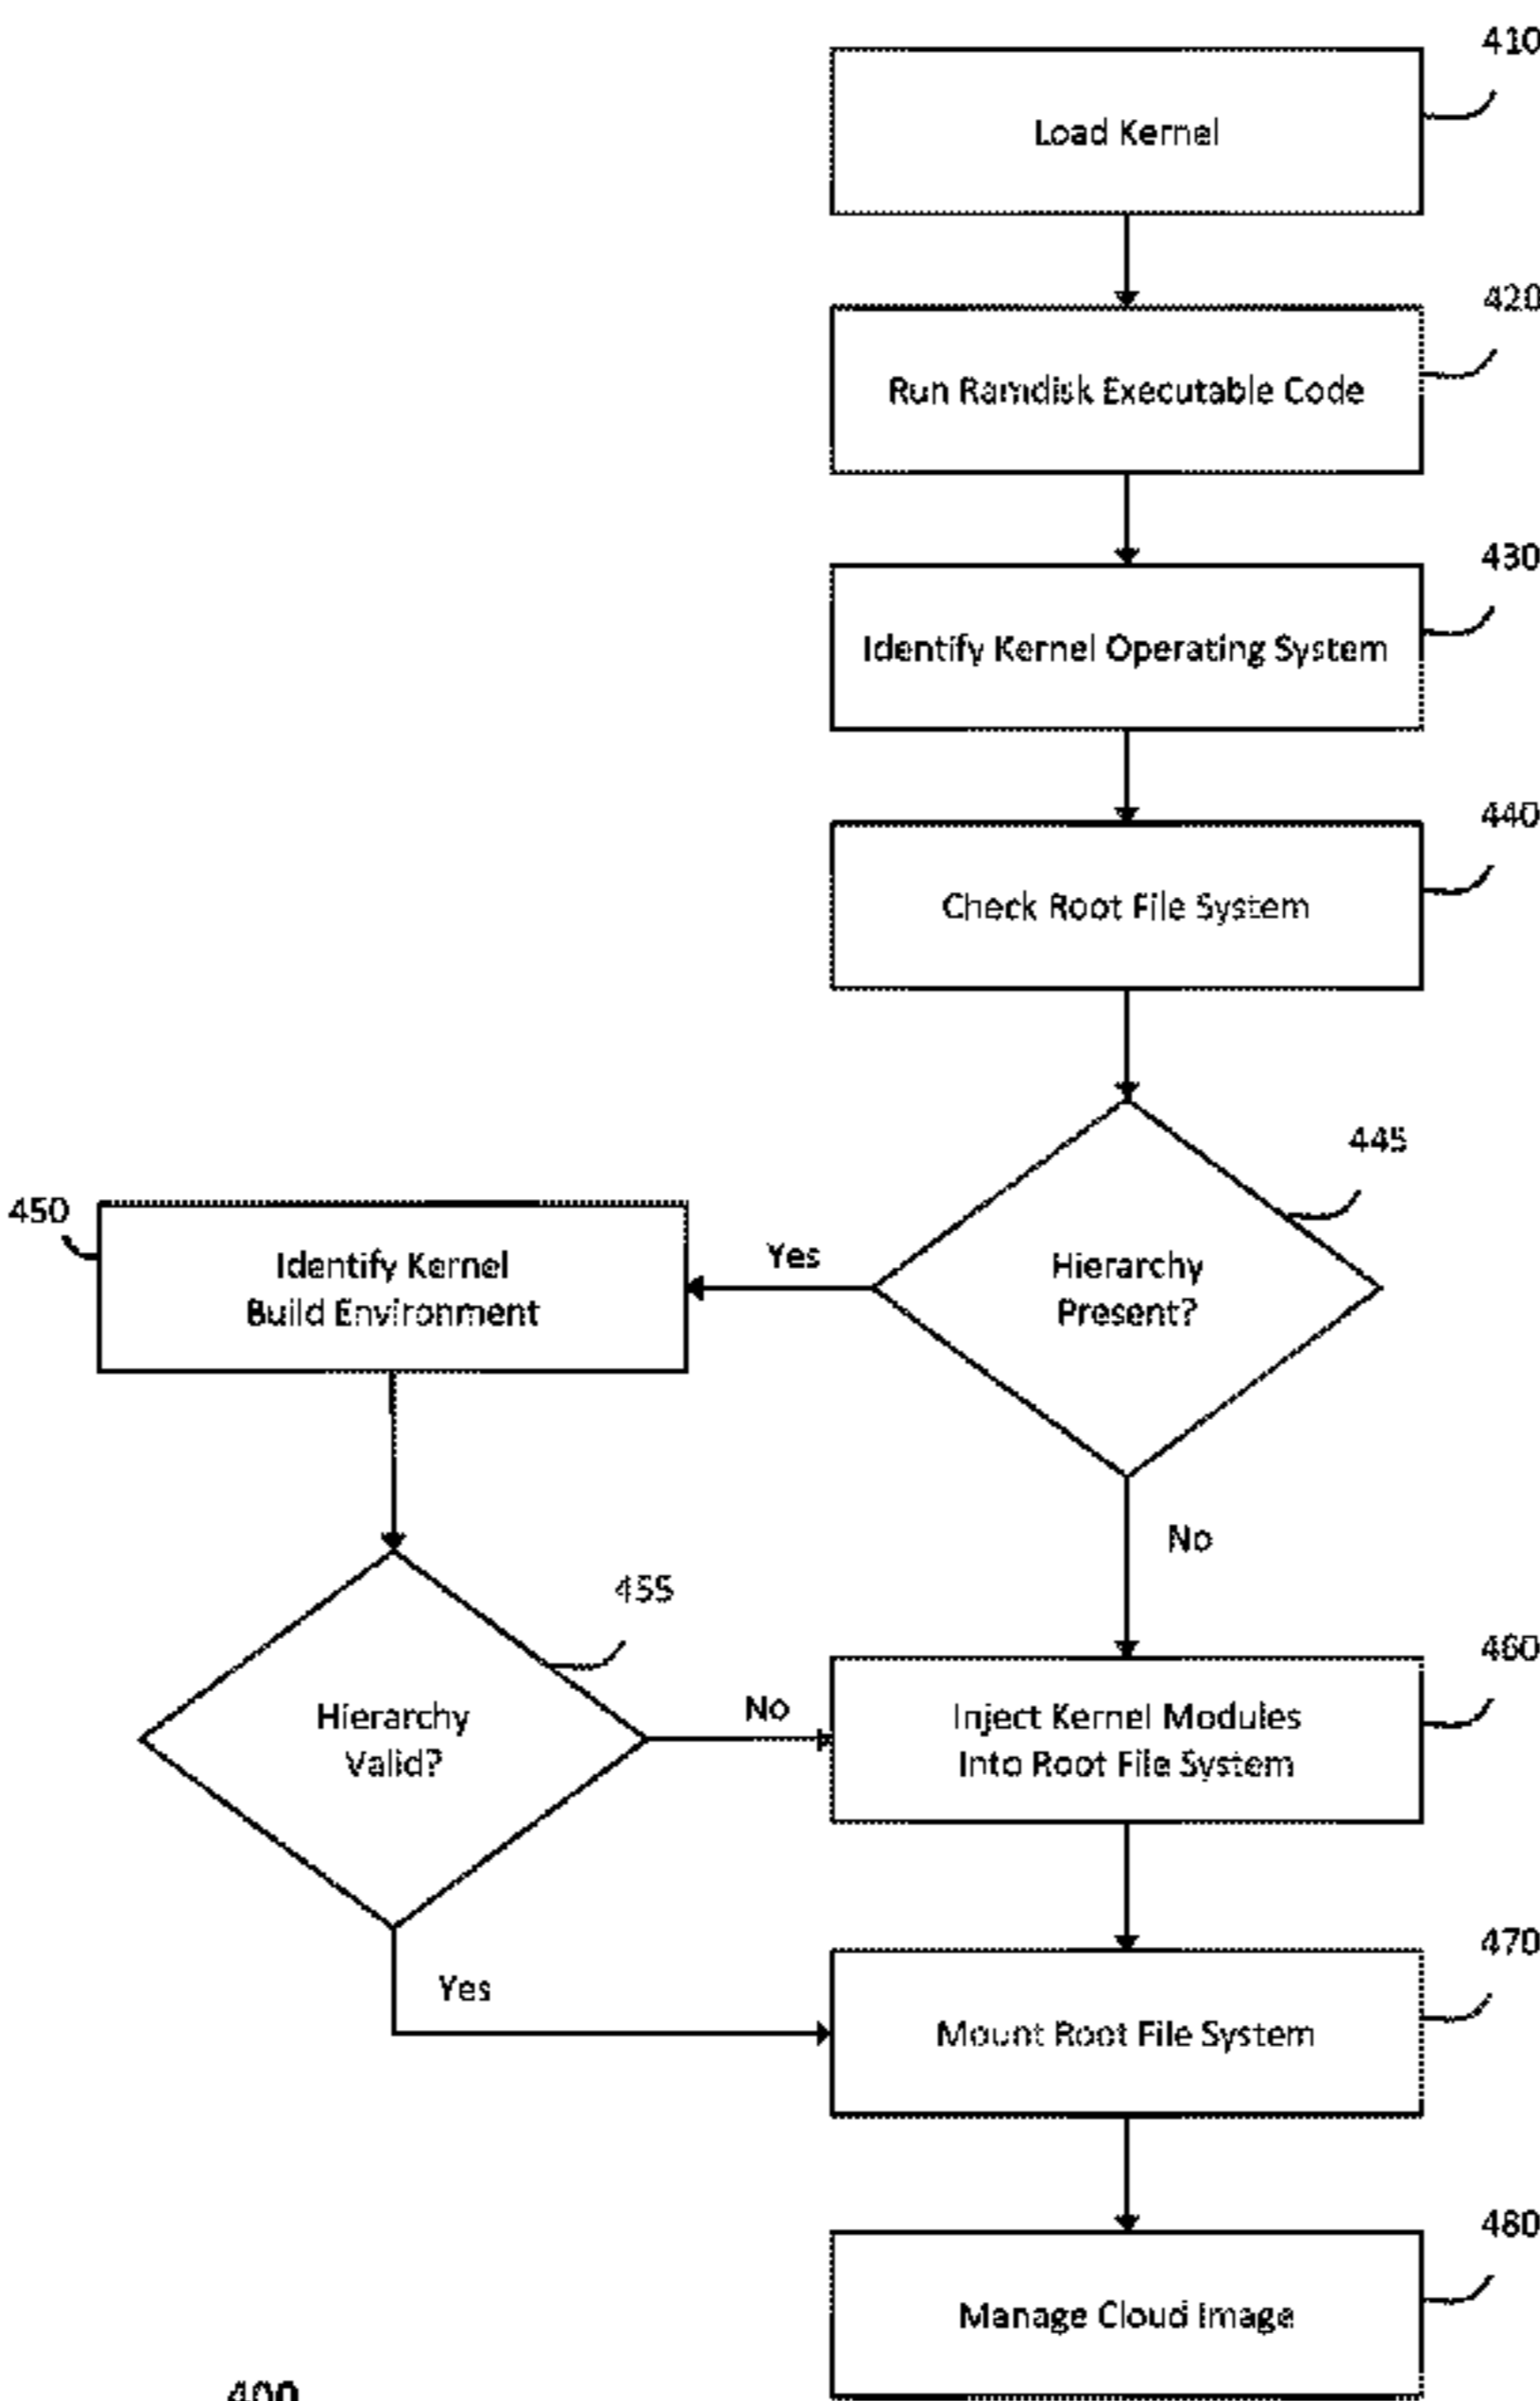 410
Load Kernel
420
Run Ramdisk Executable Code
430
Identify Kernel Operating System
440
Check Root File System
445
Hierarchy
Present?
Yes
450
Identify Kernel
Build Environment
No
455
Hierarchy
Valid?
No
460
Inject Kernel Modules
Into Root File System
Yes
470
Mount Root File System
480
Manage Cloud Image
400